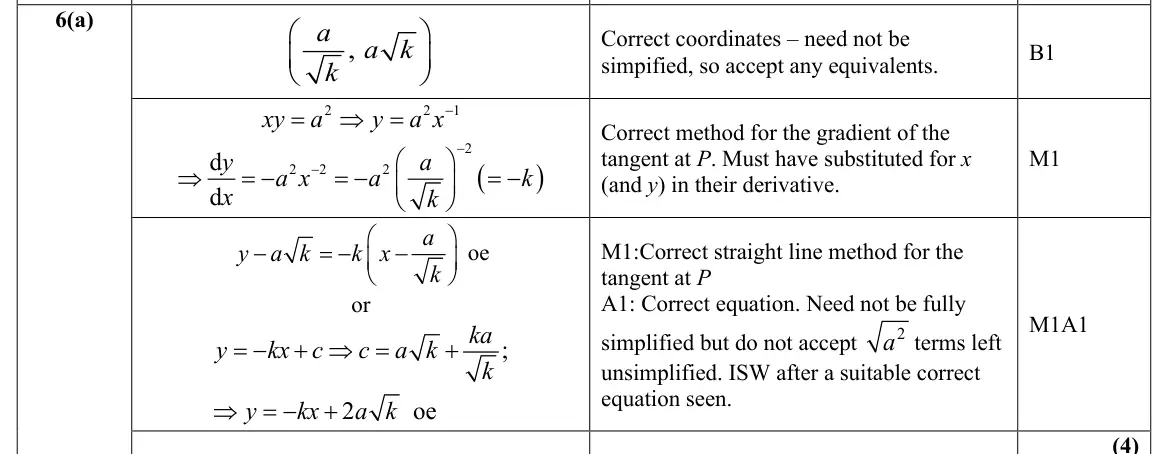 6(a)
(a/√k, a√k)
Correct coordinates – need not be
simpified, so accept any equivalents.
B1
xy = a² ⇒ y = a²x⁻¹
⇒ dy/dx = −a²x⁻² = −a²(a/√k)⁻² (= −k)
Correct method for the gradient of the
tangent at P. Must have substituted for x
(and y) in their derivative.
M1
y − a√k = −k(x − a/√k) oe
or
y = −kx + c ⇒ c = a√k + ka/√k;
⇒ y = −kx + 2a√k oe
M1:Correct straight line method for the
tangent at P
A1: Correct equation. Need not be fully
simplified but do not accept √a² terms left
unsimplified. ISW after a suitable correct
equation seen.
M1A1
(4)